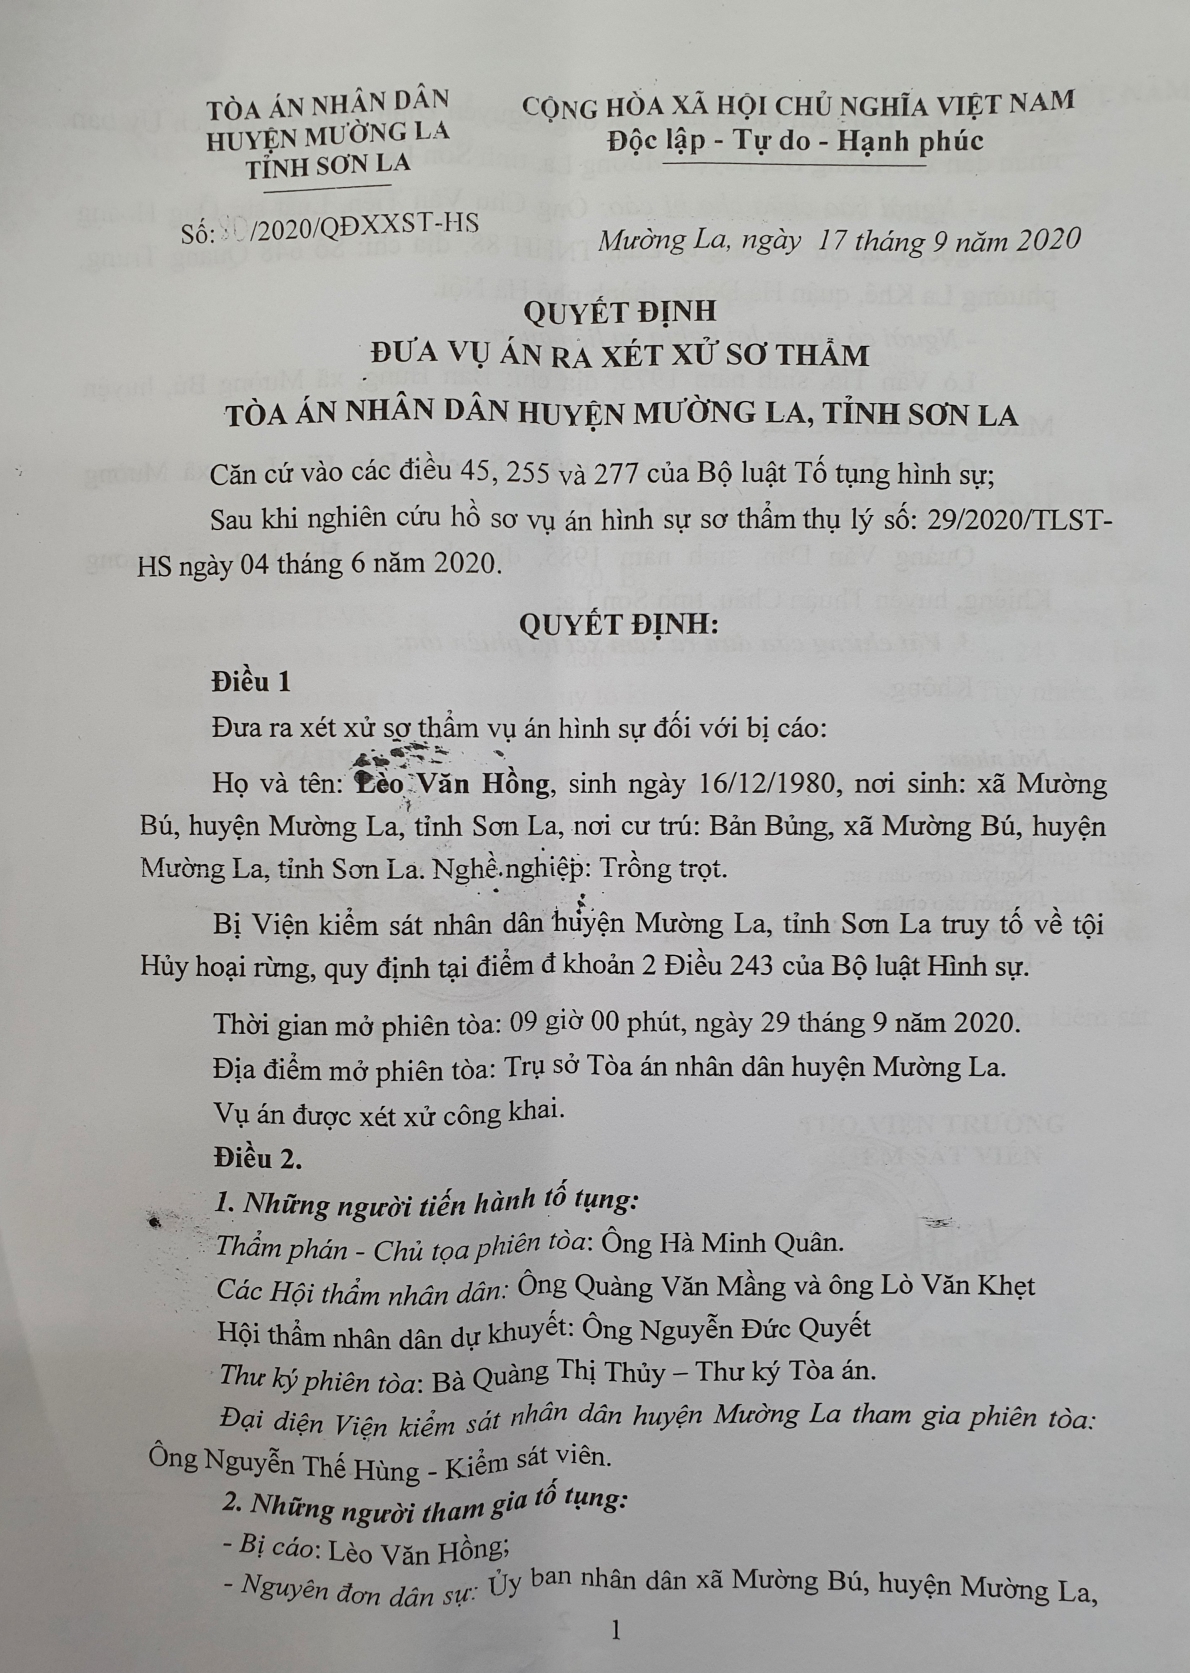 TÒA ÁN NHÂN DÂN
HUYỆN MƯỜNG LA
TỈNH SƠN LA
CỘNG HÒA XÃ HỘI CHỦ NGHĨA VIỆT NAM
Độc lập - Tự do - Hạnh phúc
Số: /2020/QĐXXST-HS
Mường La, ngày 17 tháng 9 năm 2020
QUYẾT ĐỊNH
ĐƯA VỤ ÁN RA XÉT XỬ SƠ THẨM
TÒA ÁN NHÂN DÂN HUYỆN MƯỜNG LA, TỈNH SƠN LA
Căn cứ vào các điều 45, 255 và 277 của Bộ luật Tố tụng hình sự;
Sau khi nghiên cứu hồ sơ vụ án hình sự sơ thẩm thụ lý số: 29/2020/TLST-
HS ngày 04 tháng 6 năm 2020.
QUYẾT ĐỊNH:
Điều 1
Đưa ra xét xử sơ thẩm vụ án hình sự đối với bị cáo:
Họ và tên: Lèo Văn Hồng, sinh ngày 16/12/1980, nơi sinh: xã Mường
Bú, huyện Mường La, tỉnh Sơn La, nơi cư trú: Bản Bủng, xã Mường Bú, huyện
Mường La, tỉnh Sơn La. Nghề nghiệp: Trồng trọt.
Bị Viện kiểm sát nhân dân huyện Mường La, tỉnh Sơn La truy tố về tội
Hủy hoại rừng, quy định tại điểm đ khoản 2 Điều 243 của Bộ luật Hình sự.
Thời gian mở phiên tòa: 09 giờ 00 phút, ngày 29 tháng 9 năm 2020.
Địa điểm mở phiên tòa: Trụ sở Tòa án nhân dân huyện Mường La.
Vụ án được xét xử công khai.
Điều 2.
1. Những người tiến hành tố tụng:
Thẩm phán - Chủ tọa phiên tòa: Ông Hà Minh Quân.
Các Hội thẩm nhân dân: Ông Quàng Văn Mằng và ông Lò Văn Khẹt
Hội thẩm nhân dân dự khuyết: Ông Nguyễn Đức Quyết
Thư ký phiên tòa: Bà Quàng Thị Thủy – Thư ký Tòa án.
Đại diện Viện kiểm sát nhân dân huyện Mường La tham gia phiên tòa:
Ông Nguyễn Thế Hùng - Kiểm sát viên.
2. Những người tham gia tố tụng:
- Bị cáo: Lèo Văn Hồng;
- Nguyên đơn dân sự: Ủy ban nhân dân xã Mường Bú, huyện Mường La,
1